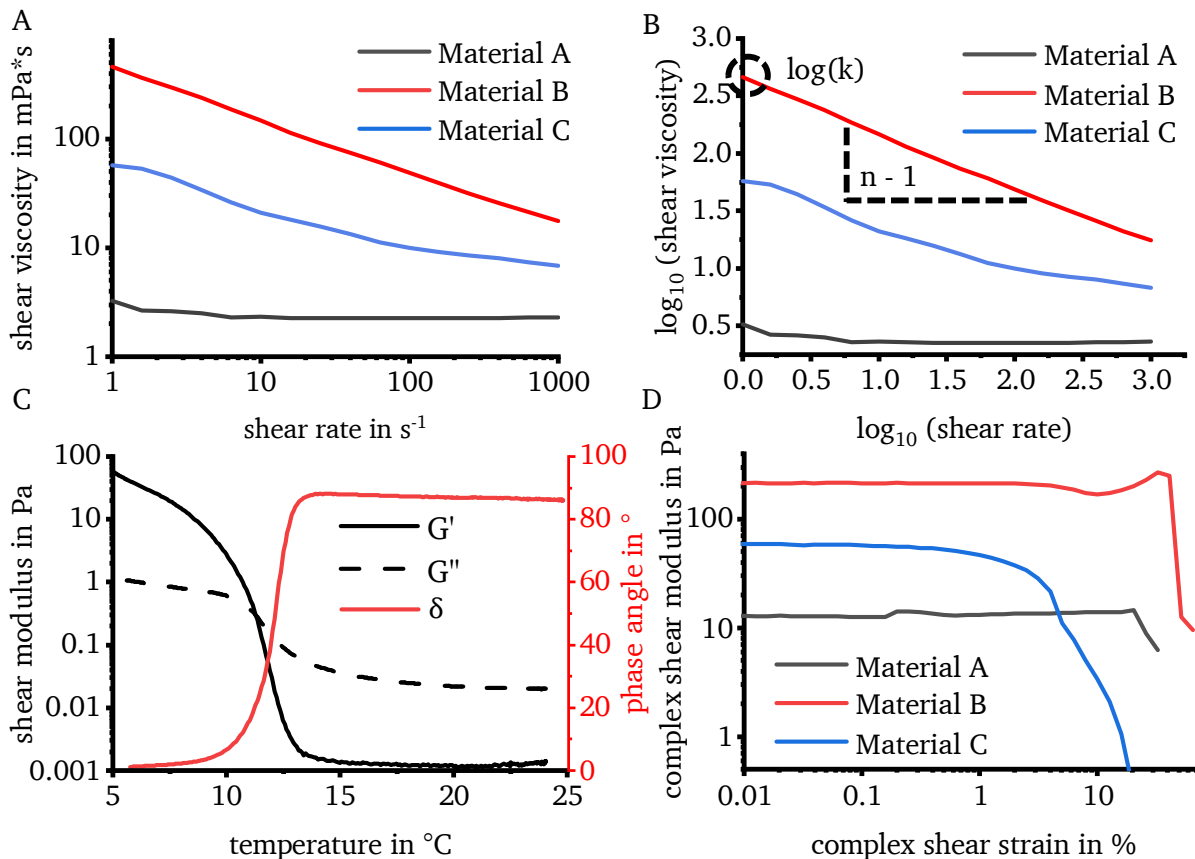 A
shear viscosity in mPa*s
100
10
1
Material A
Material B
Material C
1
10
100
1000
shear rate in s⁻¹
B
log₁₀ (shear viscosity)
3.0
2.5
2.0
1.5
1.0
0.5
log(k)
n - 1
Material A
Material B
Material C
0.0
0.5
1.0
1.5
2.0
2.5
3.0
log₁₀ (shear rate)
C
shear modulus in Pa
100
10
1
0.1
0.01
0.001
G'
G"
δ
100
80
60
40
20
0
phase angle in °
5
10
15
20
25
temperature in °C
D
complex shear modulus in Pa
100
10
1
Material A
Material B
Material C
0.01
0.1
1
10
complex shear strain in %